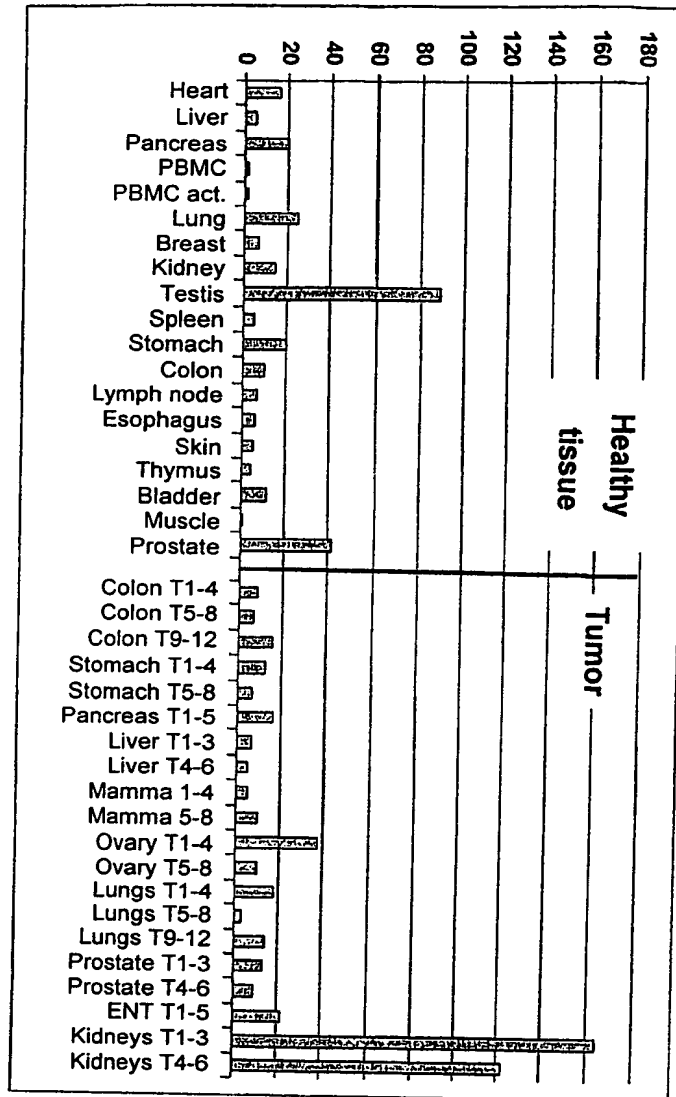 0 20 40 60 80 100 120 140 160 180
Heart
Liver
Pancreas
PBMC
PBMC act.
Lung
Breast
Kidney
Testis
Spleen
Stomach
Colon
Lymph node
Esophagus
Skin
Thymus
Bladder
Muscle
Prostate
Healthy
tissue
Colon T1-4
Colon T5-8
Colon T9-12
Stomach T1-4
Stomach T5-8
Pancreas T1-5
Liver T1-3
Liver T4-6
Mamma 1-4
Mamma 5-8
Ovary T1-4
Ovary T5-8
Lungs T1-4
Lungs T5-8
Lungs T9-12
Prostate T1-3
Prostate T4-6
ENT T1-5
Kidneys T1-3
Kidneys T4-6
Tumor